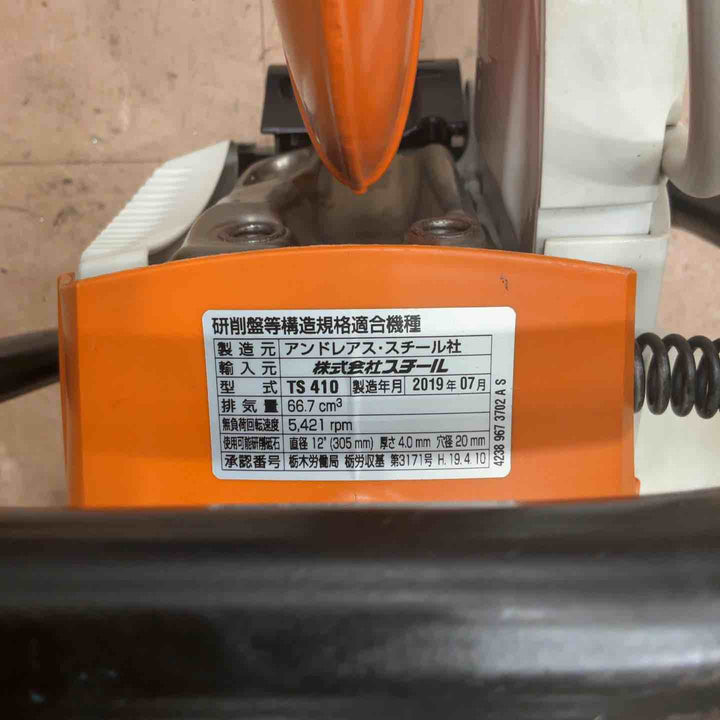 研削盤等構造規格適合機種
製造元 アンドレアス・スチール社
輸入元 株式会社スチール
型式 TS 410 製造年月 2019年07月
排気量 66.7 cm³
無負荷回転速度 5,421 rpm
使用可能研削砥石 直径 12" (305 mm) 厚さ 4.0 mm 穴径 20 mm
承認番号 栃木労働局 栃労収基 第3171号 H.19.4.10
4238 967 3702 A S